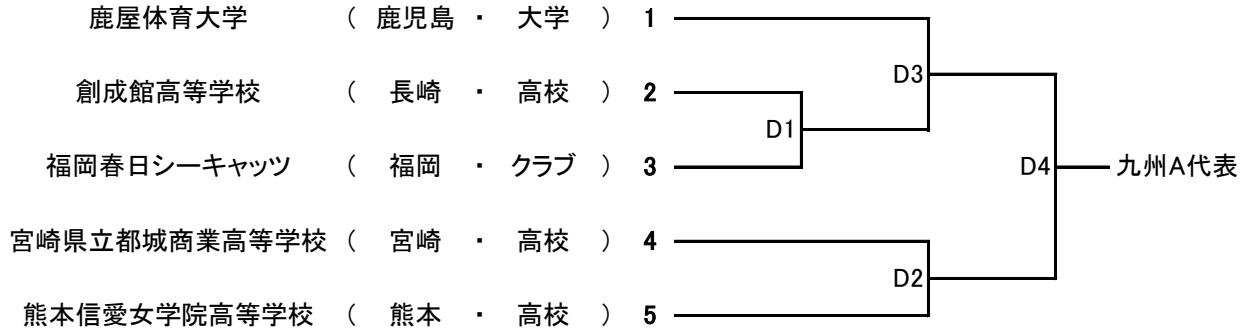 鹿屋体育大学 ( 鹿児島 ・ 大学 ) 1
D3
創成館高等学校 ( 長崎 ・ 高校 ) 2
D1
福岡春日シーキャッツ ( 福岡 ・ クラブ ) 3
D4 九州A代表
宮崎県立都城商業高等学校 ( 宮崎 ・ 高校 ) 4
D2
熊本信愛女学院高等学校 ( 熊本 ・ 高校 ) 5